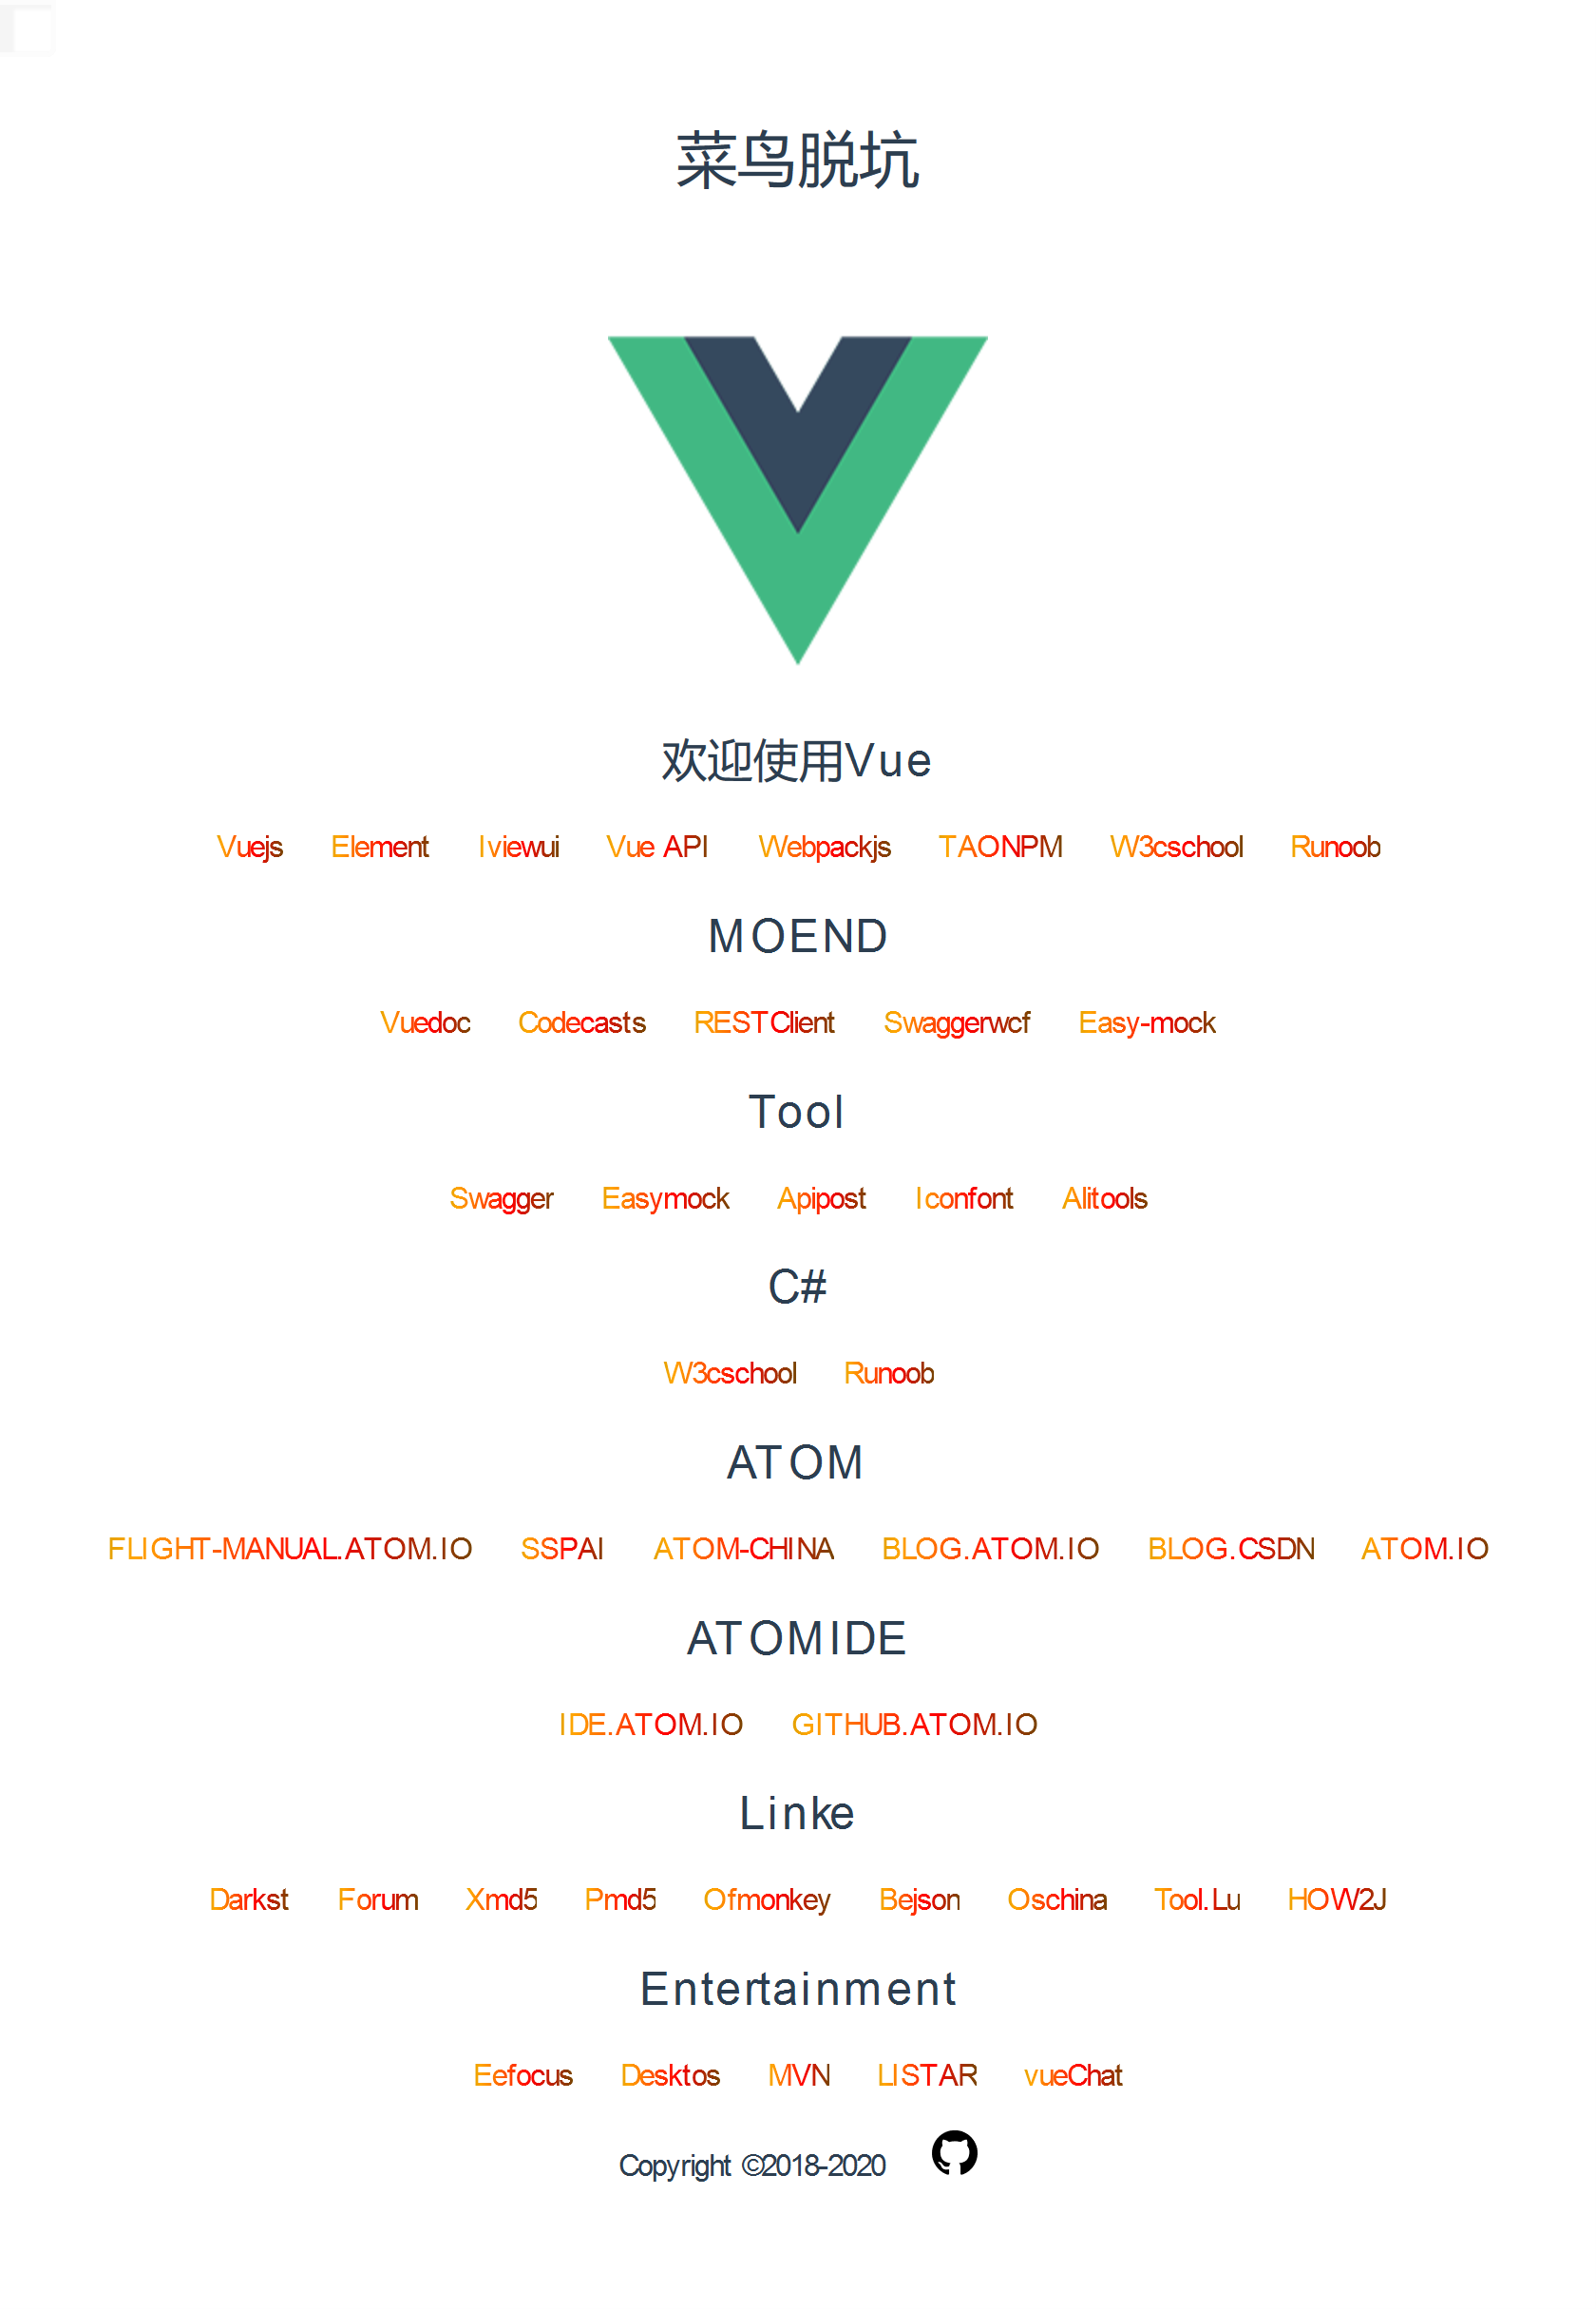 菜鸟脱坑
欢迎使用Vue
Vuejs Element Iviewui Vue API Webpackjs TAONPM W3cschool Runoob
MOEND
Vuedoc Codecasts RESTClient Swaggerwcf Easy-mock
Tool
Swagger Easymock Apipost Iconfont Alitools
C#
W3cschool Runoob
ATOM
FLIGHT-MANUAL.ATOM.IO SSPAI ATOM-CHINA BLOG.ATOM.IO BLOG.CSDN ATOM.IO
ATOMIDE
IDE.ATOM.IO GITHUB.ATOM.IO
Linke
Darkst Forum Xmd5 Pmd5 Ofmonkey Bejson Oschina Tool.Lu HOW2J
Entertainment
Eefocus Desktos MVN LISTAR vueChat
Copyright ©2018-2020